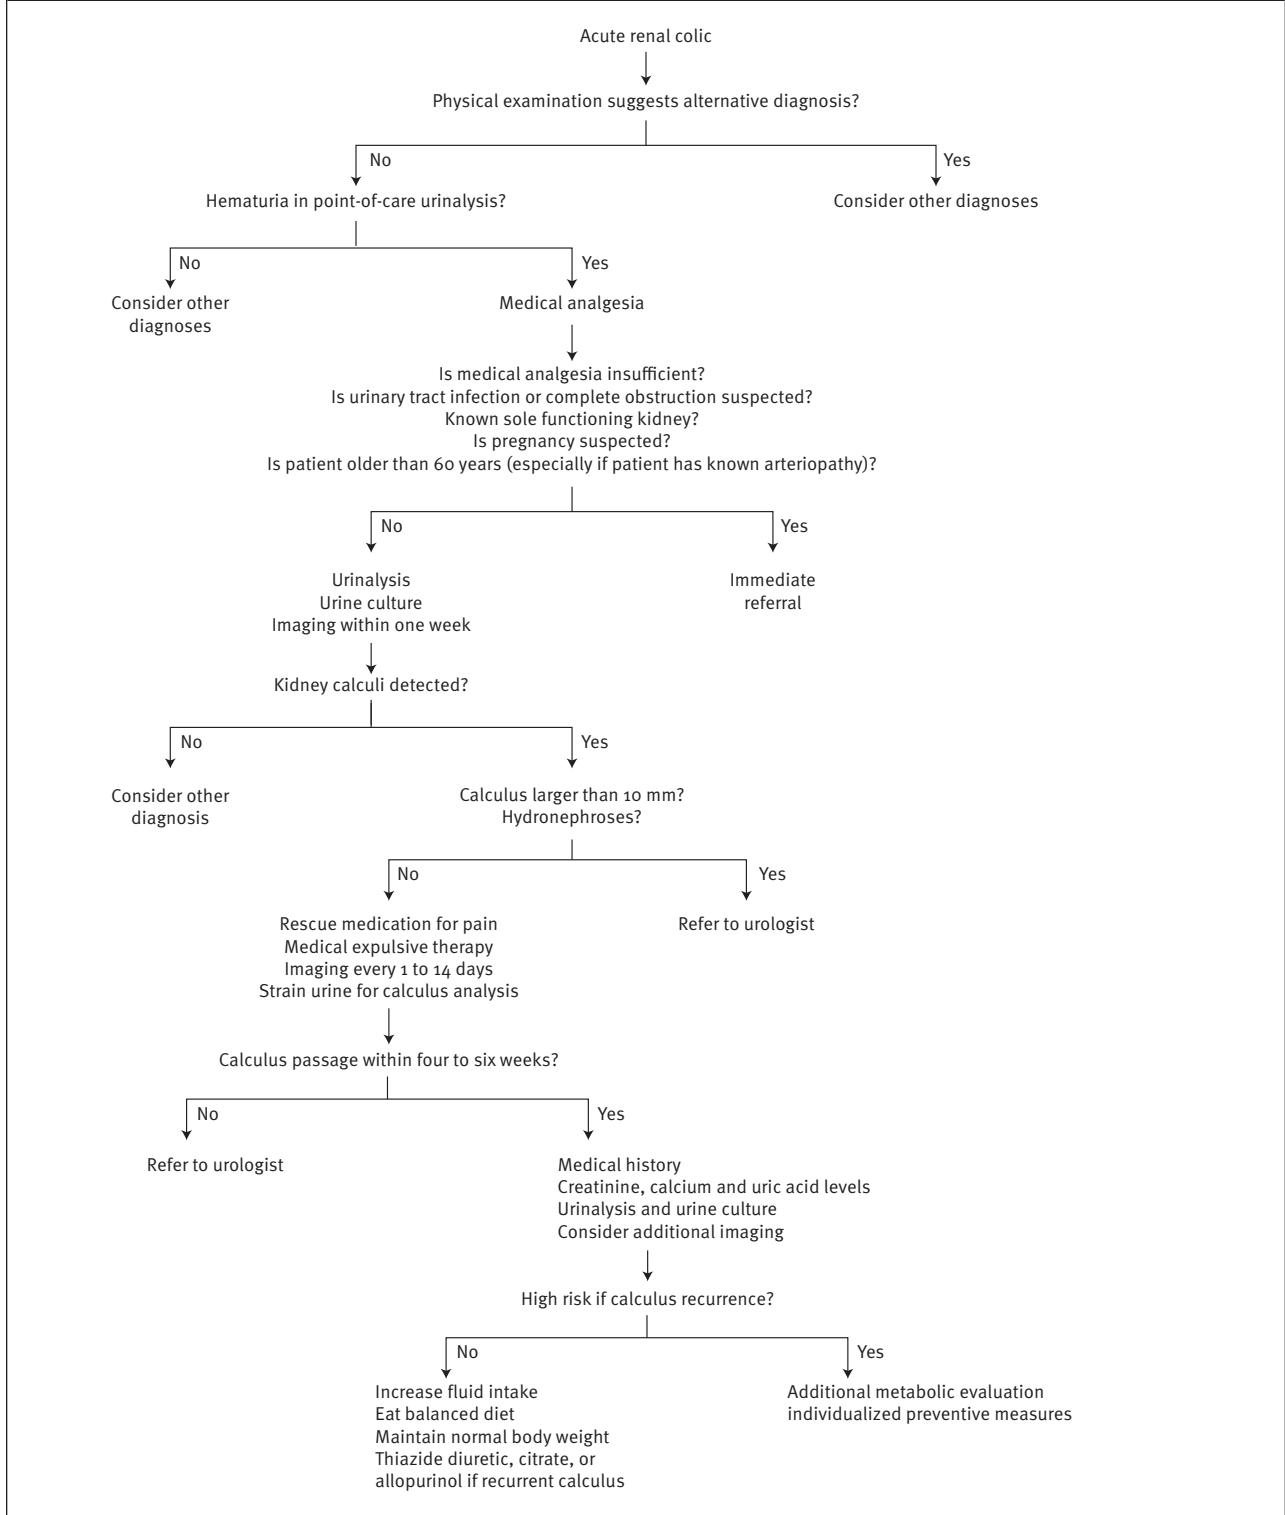 Acute renal colic
Physical examination suggests alternative diagnosis?
No
Yes
Hematuria in point-of-care urinalysis?
Consider other diagnoses
No
Yes
Consider other
diagnoses
Medical analgesia
Is medical analgesia insufficient?
Is urinary tract infection or complete obstruction suspected?
Known sole functioning kidney?
Is pregnancy suspected?
Is patient older than 60 years (especially if patient has known arteriopathy)?
No
Yes
Urinalysis
Urine culture
Imaging within one week
Immediate
referral
Kidney calculi detected?
No
Yes
Consider other
diagnosis
Calculus larger than 10 mm?
Hydronephroses?
No
Yes
Rescue medication for pain
Medical expulsive therapy
Imaging every 1 to 14 days
Strain urine for calculus analysis
Refer to urologist
Calculus passage within four to six weeks?
No
Yes
Refer to urologist
Medical history
Creatinine, calcium and uric acid levels
Urinalysis and urine culture
Consider additional imaging
High risk if calculus recurrence?
No
Yes
Increase fluid intake
Eat balanced diet
Maintain normal body weight
Thiazide diuretic, citrate, or
allopurinol if recurrent calculus
Additional metabolic evaluation
individualized preventive measures